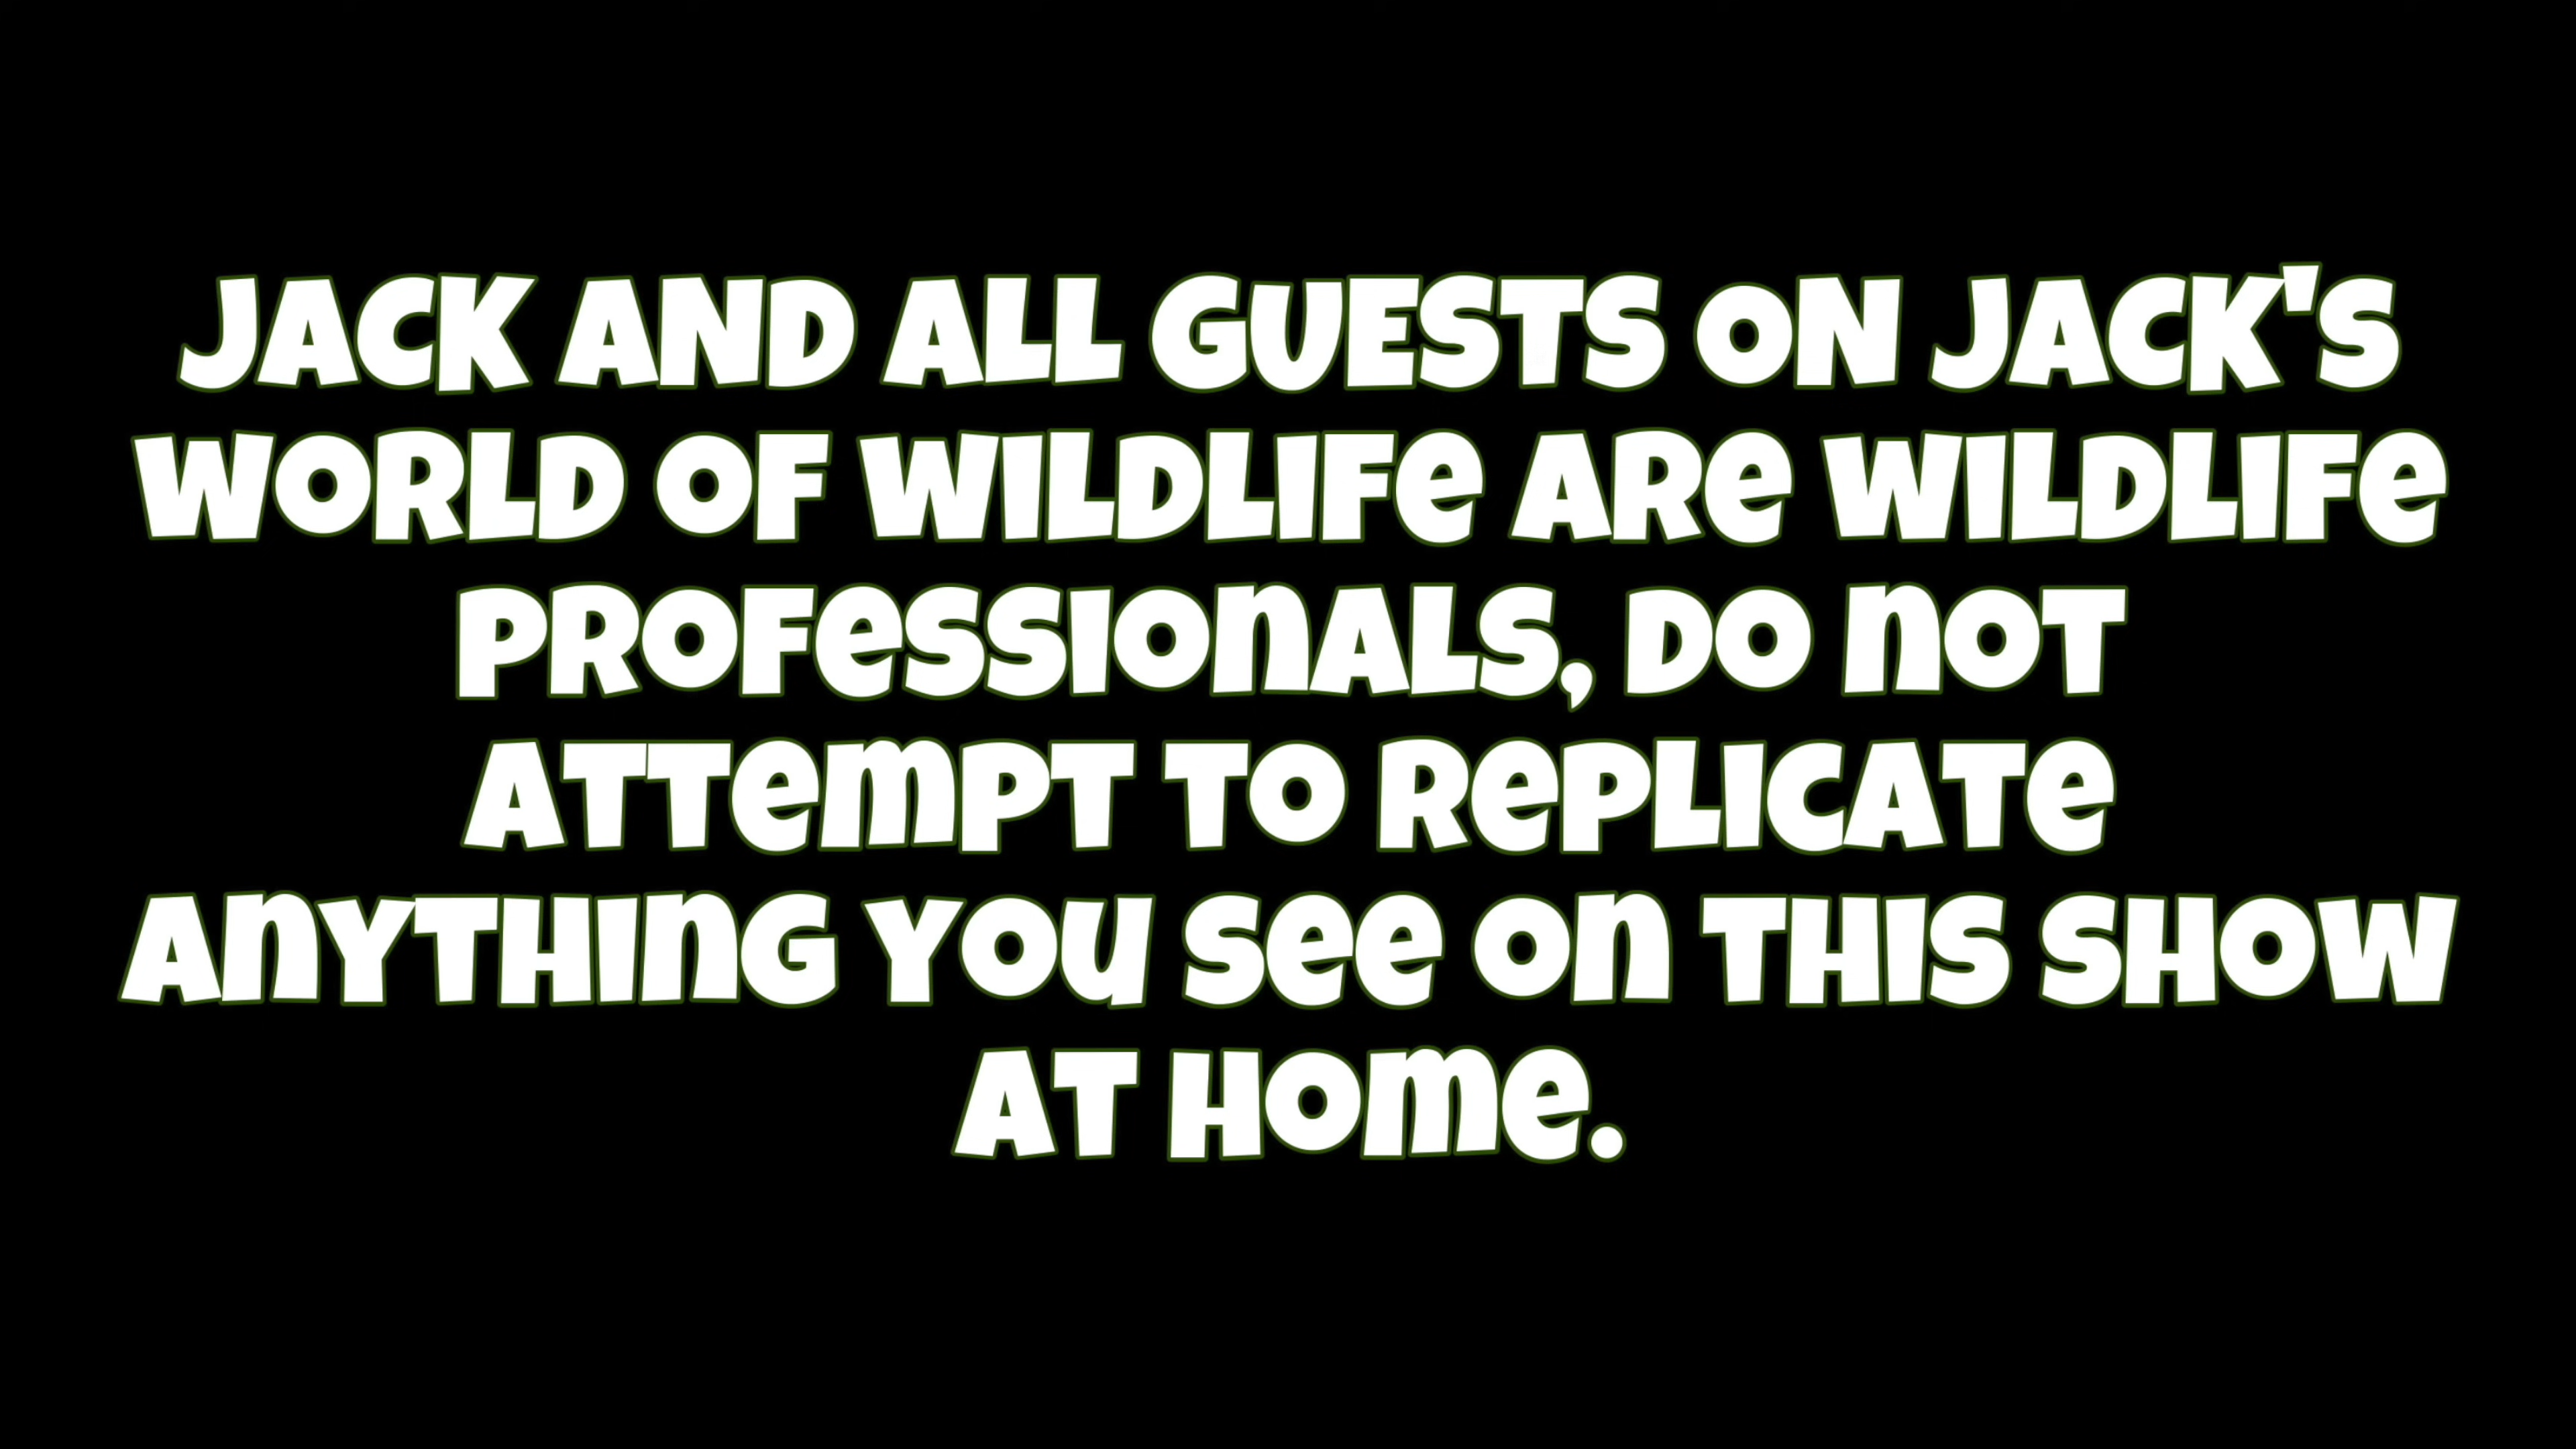 JACK AND ALL GUESTS ON JACK'S
WORLD OF WILDLIFE ARE WILDLIFE
PROFESSIONALS, DO NOT
ATTEMPT TO REPLICATE
ANYTHING YOU SEE ON THIS SHOW
AT HOME.